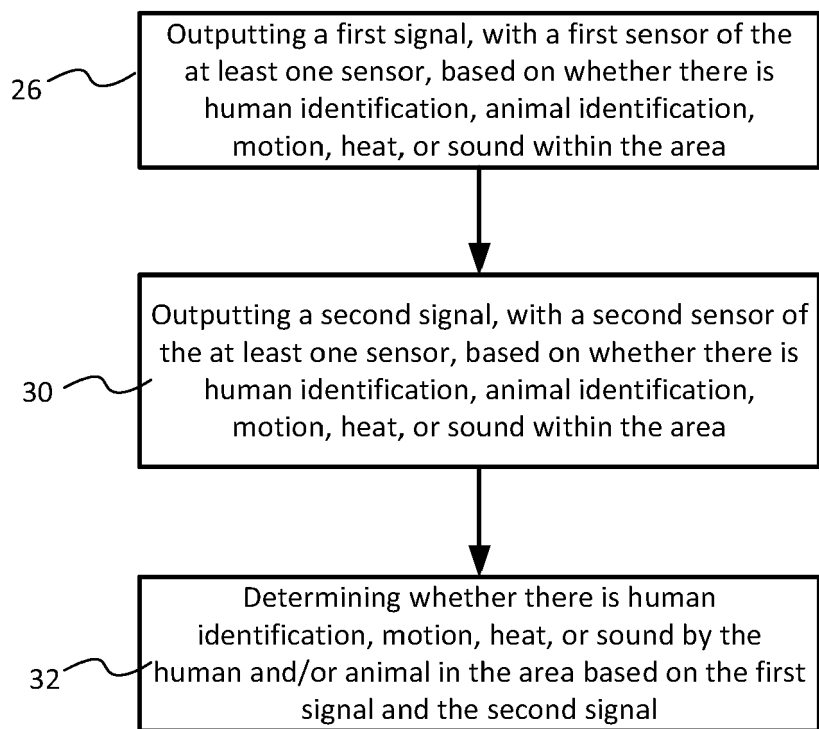 Outputting a first signal, with a first sensor of the
at least one sensor, based on whether there is
human identification, animal identification,
motion, heat, or sound within the area
26
Outputting a second signal, with a second sensor of
the at least one sensor, based on whether there is
human identification, animal identification,
motion, heat, or sound within the area
30
Determining whether there is human
identification, motion, heat, or sound by the
human and/or animal in the area based on the first
signal and the second signal
32